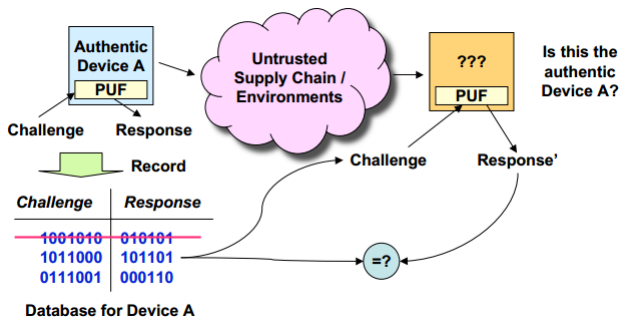 Authentic
Device A
PUF
Challenge
Response
Record
Untrusted
Supply Chain /
Environments
???
PUF
Is this the
authentic
Device A?
Challenge
Response’
Challenge Response
1001010 010101
1011000 101101
0111001 000110
=?
Database for Device A